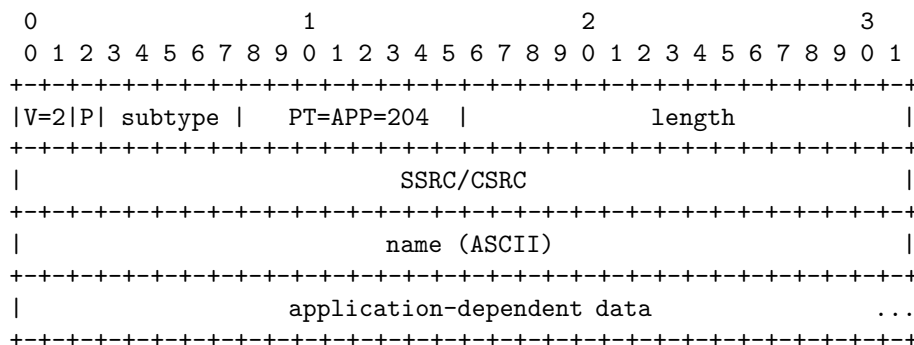 0                   1                   2                   3
 0 1 2 3 4 5 6 7 8 9 0 1 2 3 4 5 6 7 8 9 0 1 2 3 4 5 6 7 8 9 0 1
+-+-+-+-+-+-+-+-+-+-+-+-+-+-+-+-+-+-+-+-+-+-+-+-+-+-+-+-+-+-+-+-+
|V=2|P| subtype |   PT=APP=204  |             length            |
+-+-+-+-+-+-+-+-+-+-+-+-+-+-+-+-+-+-+-+-+-+-+-+-+-+-+-+-+-+-+-+-+
|                           SSRC/CSRC                           |
+-+-+-+-+-+-+-+-+-+-+-+-+-+-+-+-+-+-+-+-+-+-+-+-+-+-+-+-+-+-+-+-+
|                          name (ASCII)                         |
+-+-+-+-+-+-+-+-+-+-+-+-+-+-+-+-+-+-+-+-+-+-+-+-+-+-+-+-+-+-+-+-+
|                   application-dependent data                ...
+-+-+-+-+-+-+-+-+-+-+-+-+-+-+-+-+-+-+-+-+-+-+-+-+-+-+-+-+-+-+-+-+